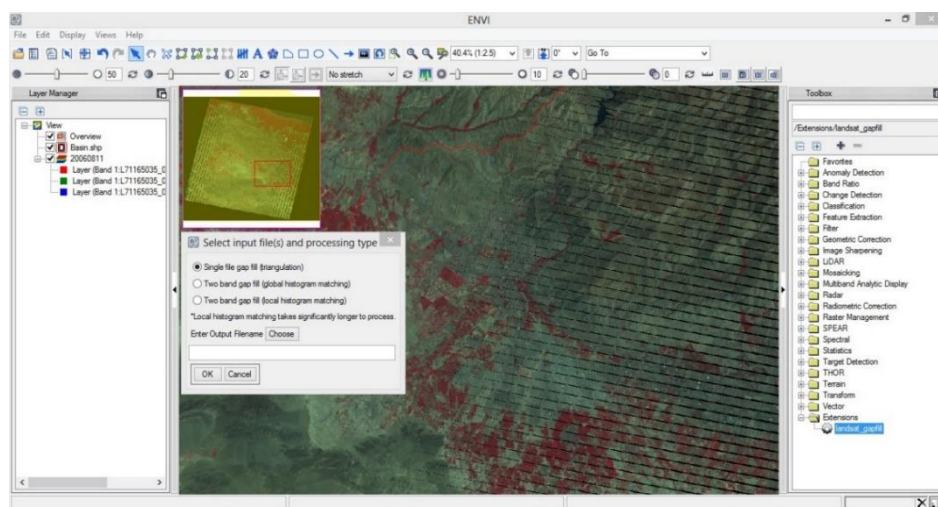 ENVI
File Edit Display Views Help
40.4% (1:2.5)
0°
Go To
50
20
No stretch
10
0
Layer Manager
View
Overview
Basin.shp
20060811
Layer (Band 1:L71165035_0
Layer (Band 1:L71165035_0
Layer (Band 1:L71165035_0
Select input file(s) and processing type
Single file gap fill (triangulation)
Two band gap fill (global histogram matching)
Two band gap fill (local histogram matching)
*Local histogram matching takes significantly longer to process.
Enter Output Filename Choose
OK Cancel
Toolbox
/Extensions/landsat_gapfill
Favorites
Anomaly Detection
Band Ratio
Change Detection
Classification
Feature Extraction
Filter
Geometric Correction
Image Sharpening
LiDAR
Mosaicking
Multiband Analytic Display
Radar
Radiometric Correction
Raster Management
SPEAR
Spectral
Statistics
Target Detection
THOR
Terrain
Transform
Vector
Extensions
landsat_gapfill